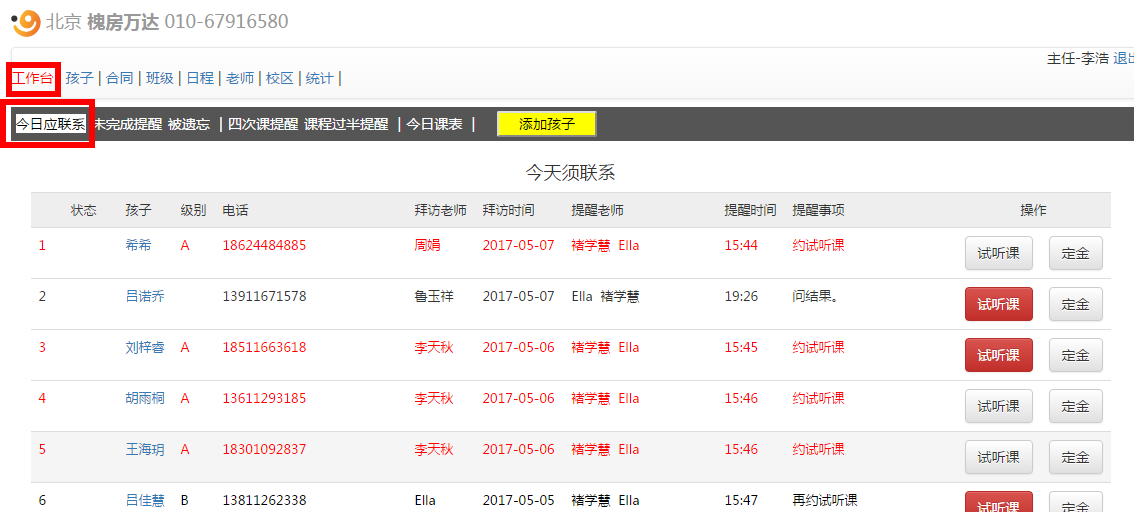 北京 槐房万达 010-67916580
主任-李浩 退出
工作台 孩子 | 合同 | 班级 | 日程 | 老师 | 校区 | 统计 |
今日应联系 未完成提醒 被遗忘 | 四次课提醒 课程过半提醒 | 今日课表 | 添加孩子
今天须联系
状态 孩子 级别 电话 拜访老师 拜访时间 提醒老师 提醒时间 提醒事项 操作
1 希希 A 18624484885 周娟 2017-05-07 褚学慧 Ella 15:44 约试听课 试听课 定金
2 吕诺乔 13911671578 鲁玉祥 2017-05-07 Ella 褚学慧 19:26 问结果。 试听课 定金
3 刘梓睿 A 18511663618 李天秋 2017-05-06 褚学慧 Ella 15:45 约试听课 试听课 定金
4 胡雨桐 A 13611293185 李天秋 2017-05-06 褚学慧 Ella 15:46 约试听课 试听课 定金
5 王海玥 A 18301092837 李天秋 2017-05-06 褚学慧 Ella 15:46 约试听课 试听课 定金
6 吕佳慧 B 13811262338 Ella 2017-05-05 褚学慧 Ella 15:47 再约试听课 试听课 定金